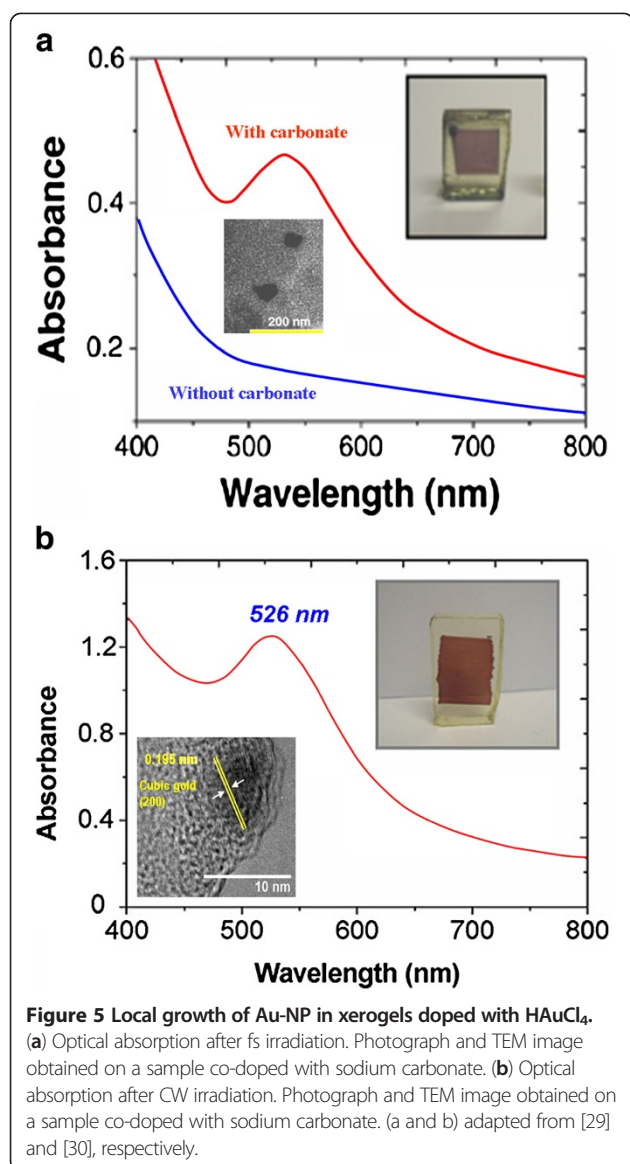 a
0.6
0.4
0.2
Absorbance
With carbonate
200 nm
Without carbonate
400 500 600 700 800
Wavelength (nm)
b
1.6
1.2
0.8
0.4
0
Absorbance
526 nm
0.195 nm
Cubic gold
(200)
10 nm
400 500 600 700 800
Wavelength (nm)
Figure 5 Local growth of Au-NP in xerogels doped with HAuCl₄.
(a) Optical absorption after fs irradiation. Photograph and TEM image
obtained on a sample co-doped with sodium carbonate. (b) Optical
absorption after CW irradiation. Photograph and TEM image obtained on
a sample co-doped with sodium carbonate. (a and b) adapted from [29]
and [30], respectively.